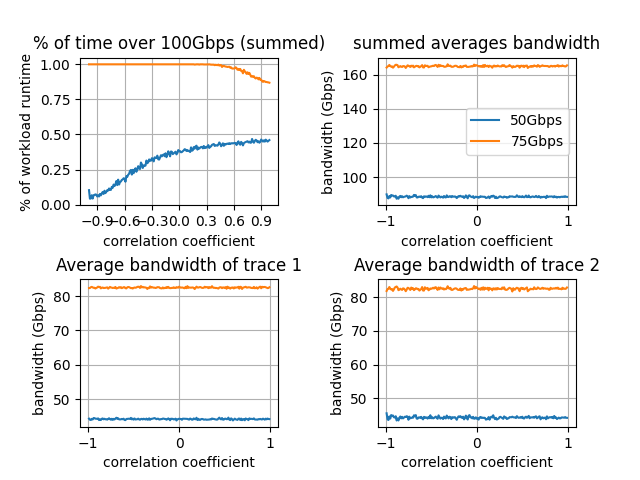 % of time over 100Gbps (summed)
% of workload runtime
1.00
0.75
0.50
0.25
0.00
−0.9 −0.6 −0.3 0.0 0.3 0.6 0.9
correlation coefficient
summed averages bandwidth
bandwidth (Gbps)
160
140
120
100
50Gbps
75Gbps
−1 0 1
correlation coefficient
Average bandwidth of trace 1
bandwidth (Gbps)
80
70
60
50
−1 0 1
correlation coefficient
Average bandwidth of trace 2
bandwidth (Gbps)
80
70
60
50
−1 0 1
correlation coefficient